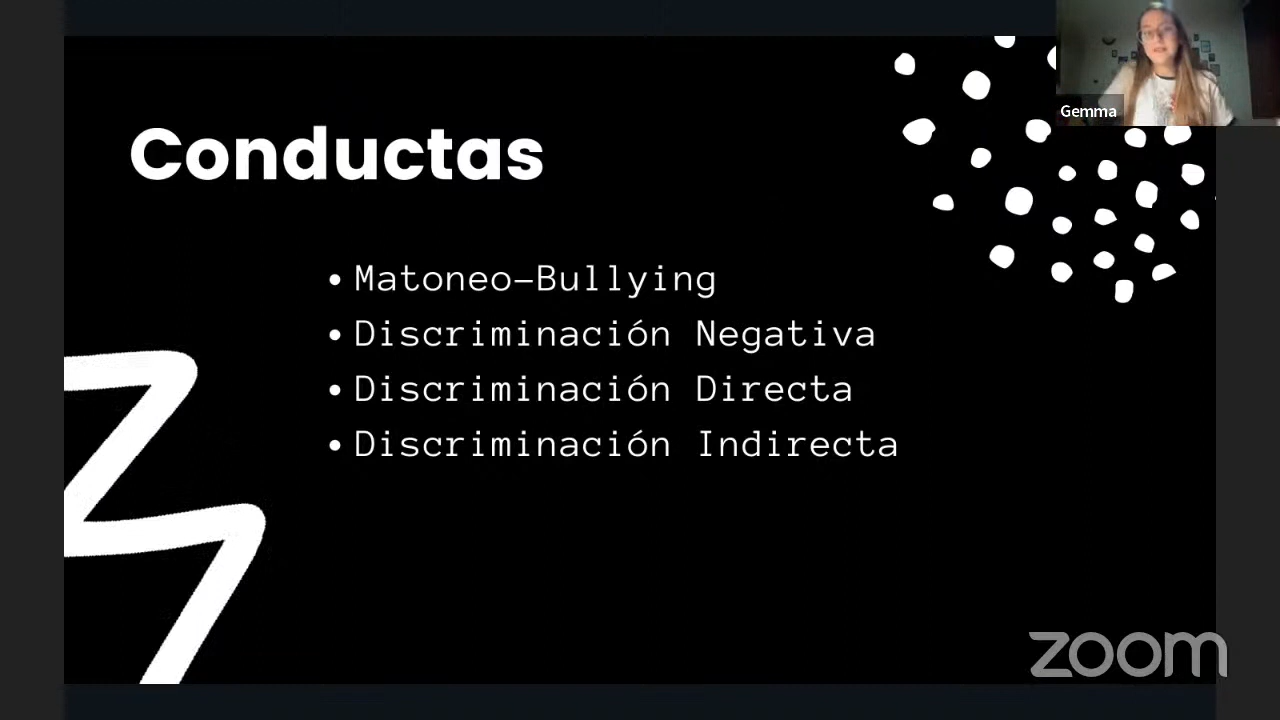 Gemma
Conductas
• Matoneo-Bullying
• Discriminación Negativa
• Discriminación Directa
• Discriminación Indirecta
zoom